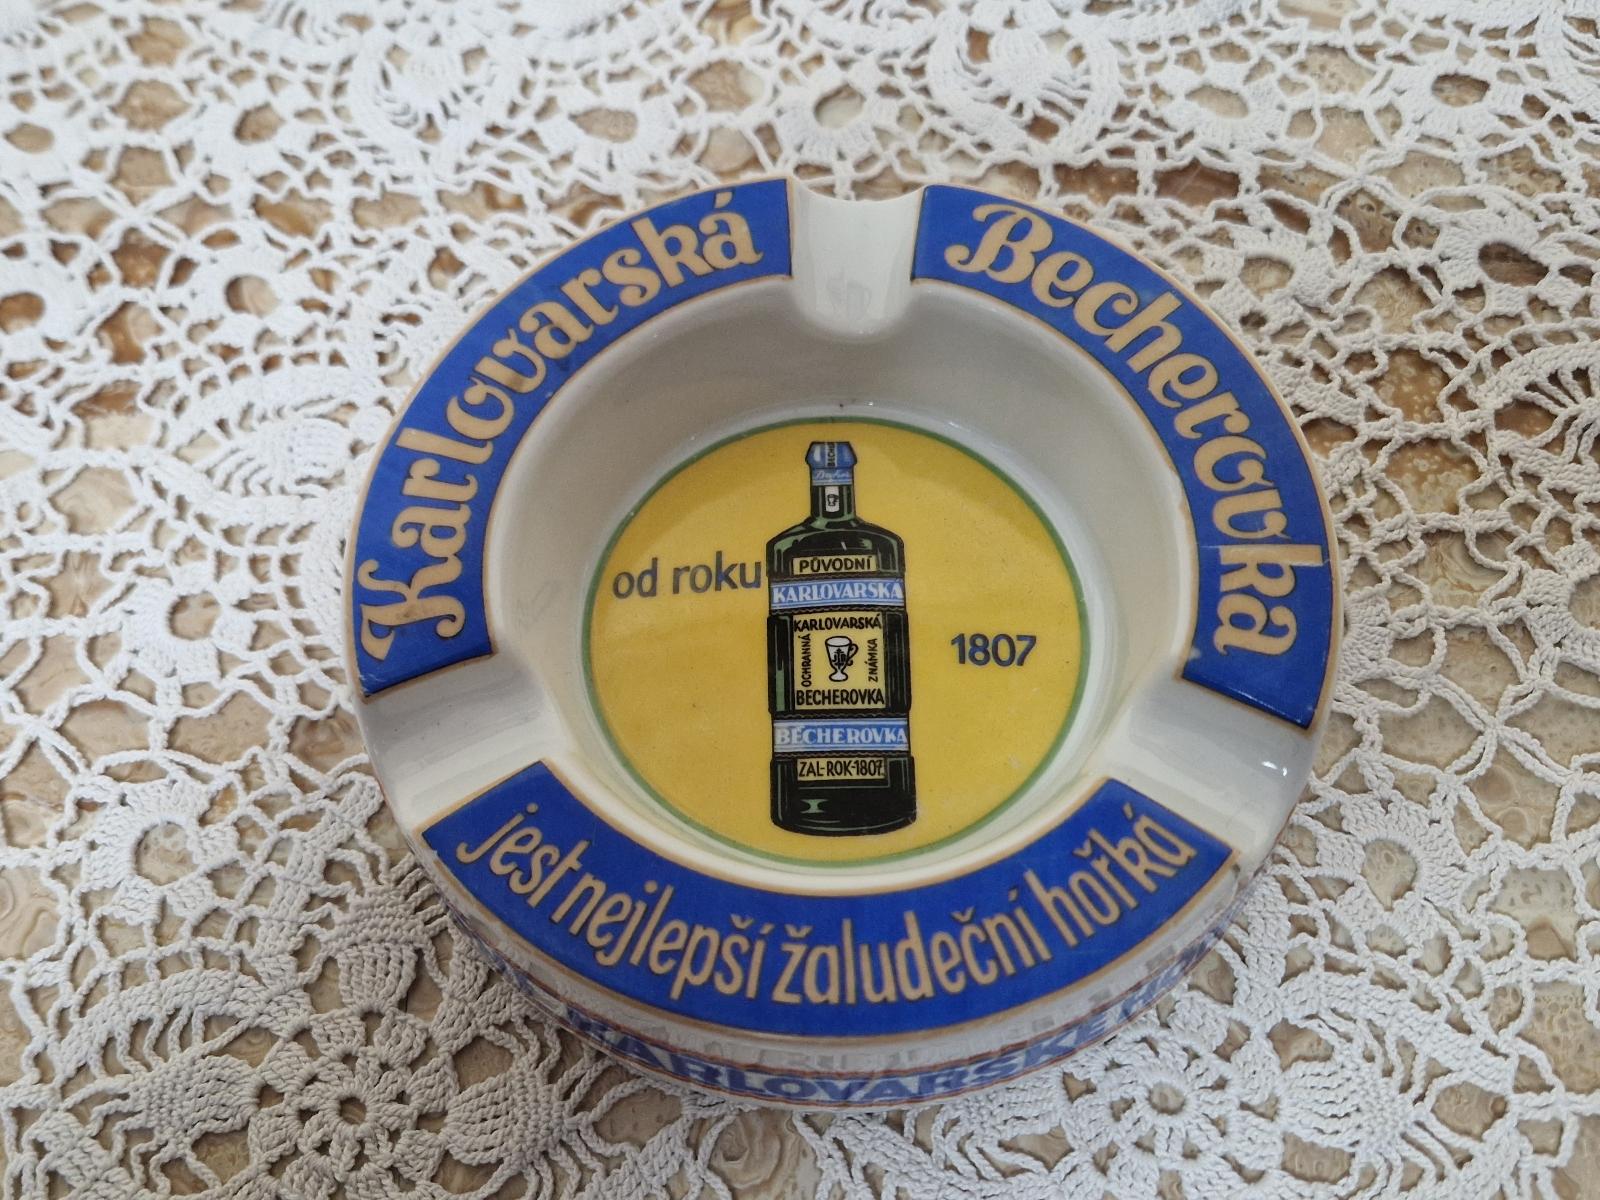 Karlovarská
Becherovka
jest nejlepší žaludeční hořká
od roku
1807
PŮVODNÍ
KARLOVARSKÁ
KARLOVARSKÁ
OCHRANNÁ
ZNÁMKA
BECHEROVKA
BECHEROVKA
ZAL-ROK-1807
KARLOVARSKÉ